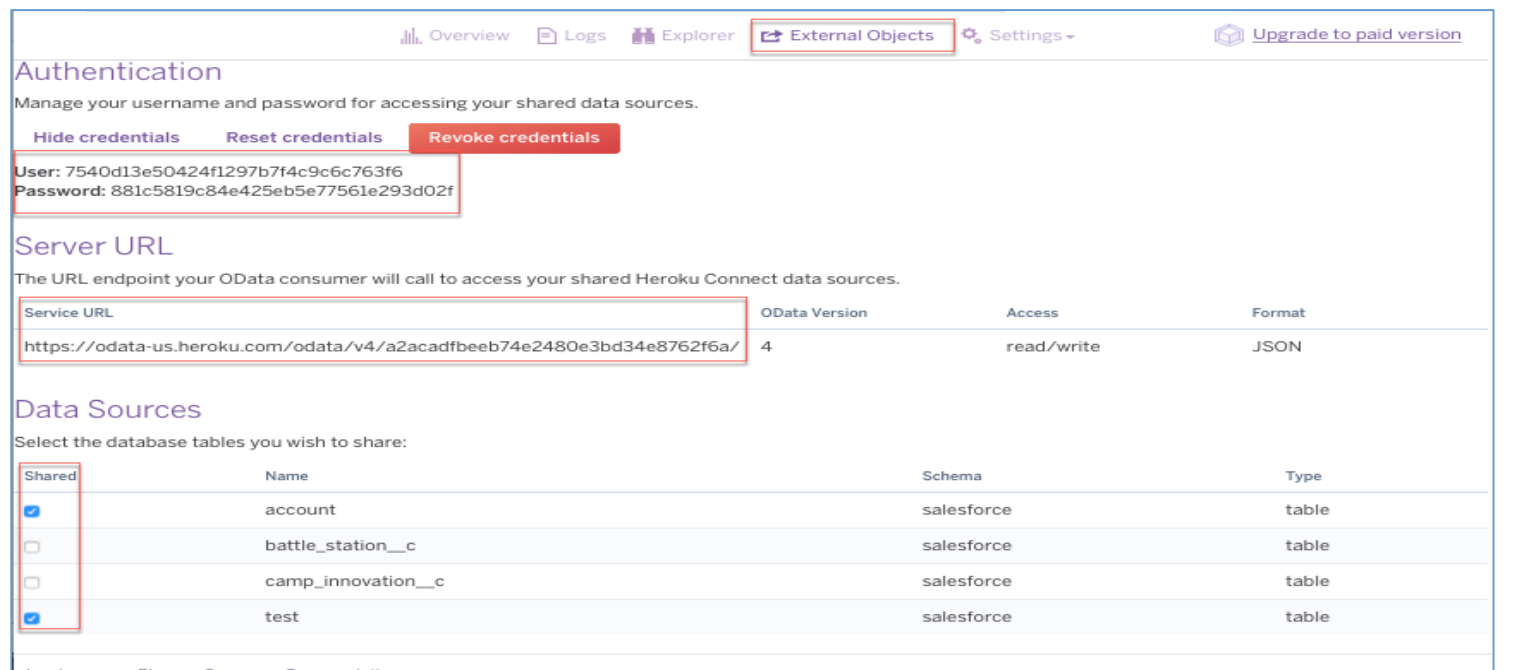 Overview Logs Explorer External Objects Settings Upgrade to paid version
Authentication
Manage your username and password for accessing your shared data sources.
Hide credentials Reset credentials Revoke credentials
User: 7540d13e50424f1297b7f4c9c6c763f6
Password: 881c5819c84e425eb5e77561e293d02f
Server URL
The URL endpoint your OData consumer will call to access your shared Heroku Connect data sources.
Service URL OData Version Access Format
https://odata-us.heroku.com/odata/v4/a2acadfbeeb74e2480e3bd34e8762f6a/ 4 read/write JSON
Data Sources
Select the database tables you wish to share:
Shared Name Schema Type
account salesforce table
battle_station__c salesforce table
camp_innovation__c salesforce table
test salesforce table